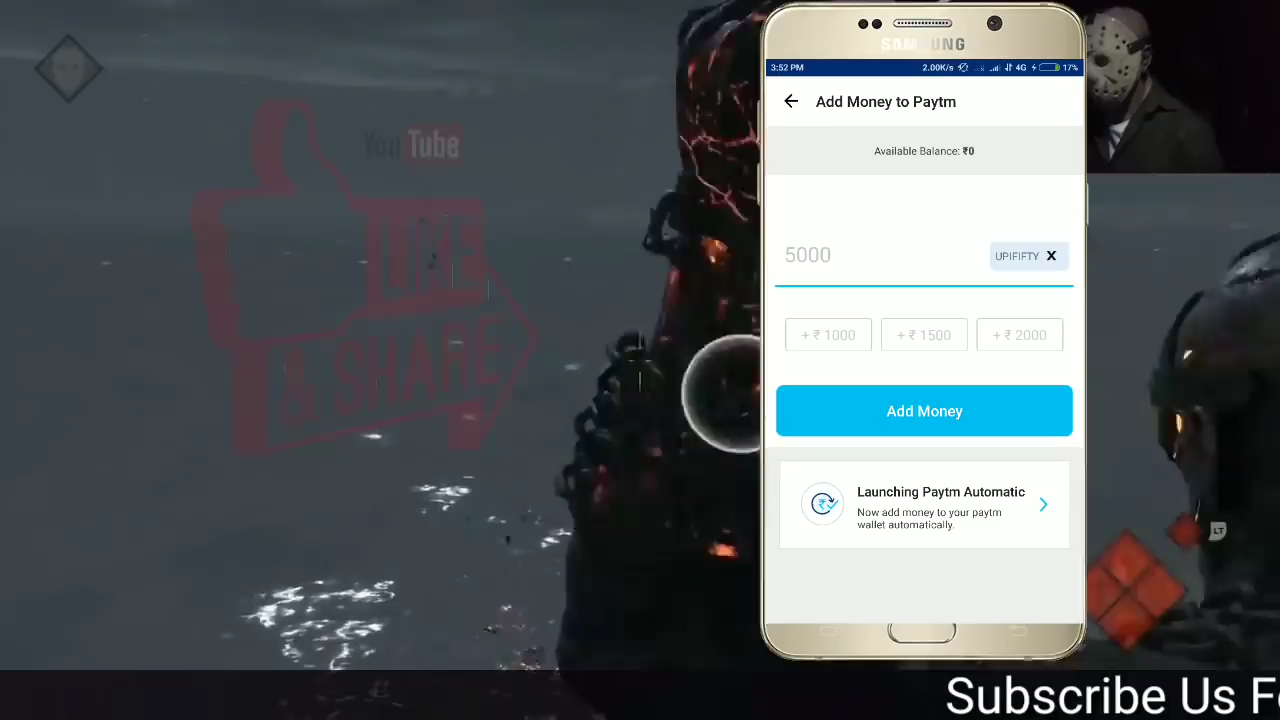 YouTube
LIKE
& SHARE
SAMSUNG
3:52 PM
2.00K/s 4G 17%
Add Money to Paytm
Available Balance: ₹0
5000
UPIFIFTY X
+ ₹ 1000
+ ₹ 1500
+ ₹ 2000
Add Money
Launching Paytm Automatic
Now add money to your paytm
wallet automatically.
LT
Subscribe Us F